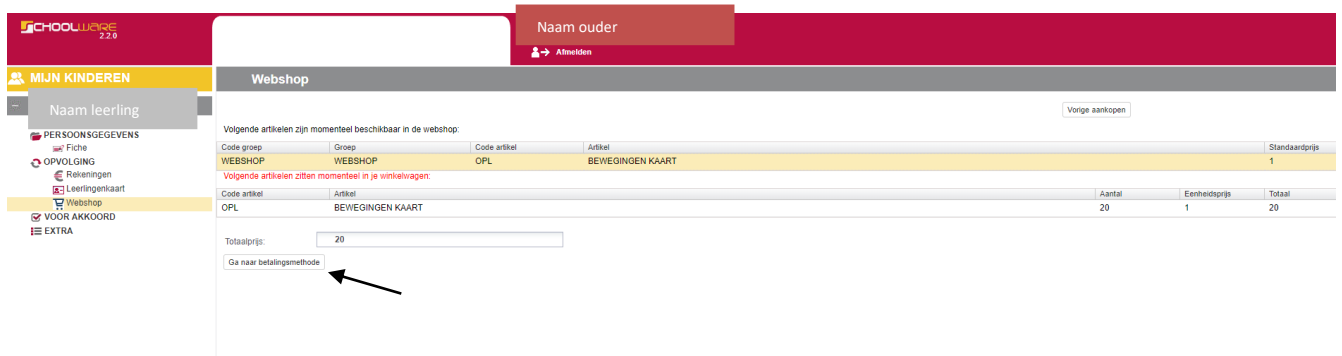 SCHOOLWARE
2.2.0
Naam ouder
Afmelden
MIJN KINDEREN
Webshop
Naam leerling
Vorige aankopen
PERSOONSGEGEVENS
Fiche
OPVOLGING
Rekeningen
Leerlingenkaart
Webshop
VOOR AKKOORD
EXTRA
Volgende artikelen zijn momenteel beschikbaar in de webshop:
Code groep Groep Code artikel Artikel Standaardprijs
WEBSHOP WEBSHOP OPL BEWEGINGEN KAART 1
Volgende artikelen zitten momenteel in je winkelwagen:
Code artikel Artikel Aantal Eenheidsprijs Totaal
OPL BEWEGINGEN KAART 20 1 20
Totaalprijs: 20
Ga naar betalingsmethode